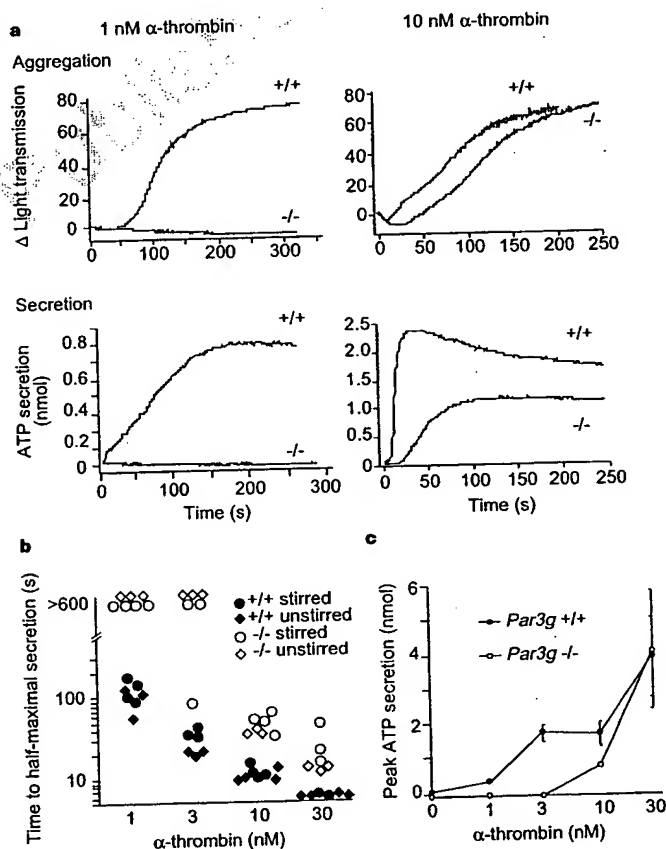 a
1 nM α-thrombin
10 nM α-thrombin
Aggregation
Δ Light transmission
80
60
40
20
0
+/+
-/-
0
100
200
300
80
60
40
20
0
+/+
-/-
0
50
100
150
200
250
Secretion
ATP secretion
(nmol)
0.8
0.6
0.4
0.2
0
+/+
-/-
0
100
200
300
Time (s)
2.5
2.0
1.5
1.0
0.5
0.0
+/+
-/-
0
50
100
150
200
250
Time (s)
b
Time to half-maximal secretion (s)
>600
100
10
+/+ stirred
+/+ unstirred
-/- stirred
-/- unstirred
1
3
10
30
α-thrombin (nM)
c
Peak ATP secretion (nmol)
6
4
2
0
Par3g +/+
Par3g -/-
0
1
3
10
30
α-thrombin (nM)